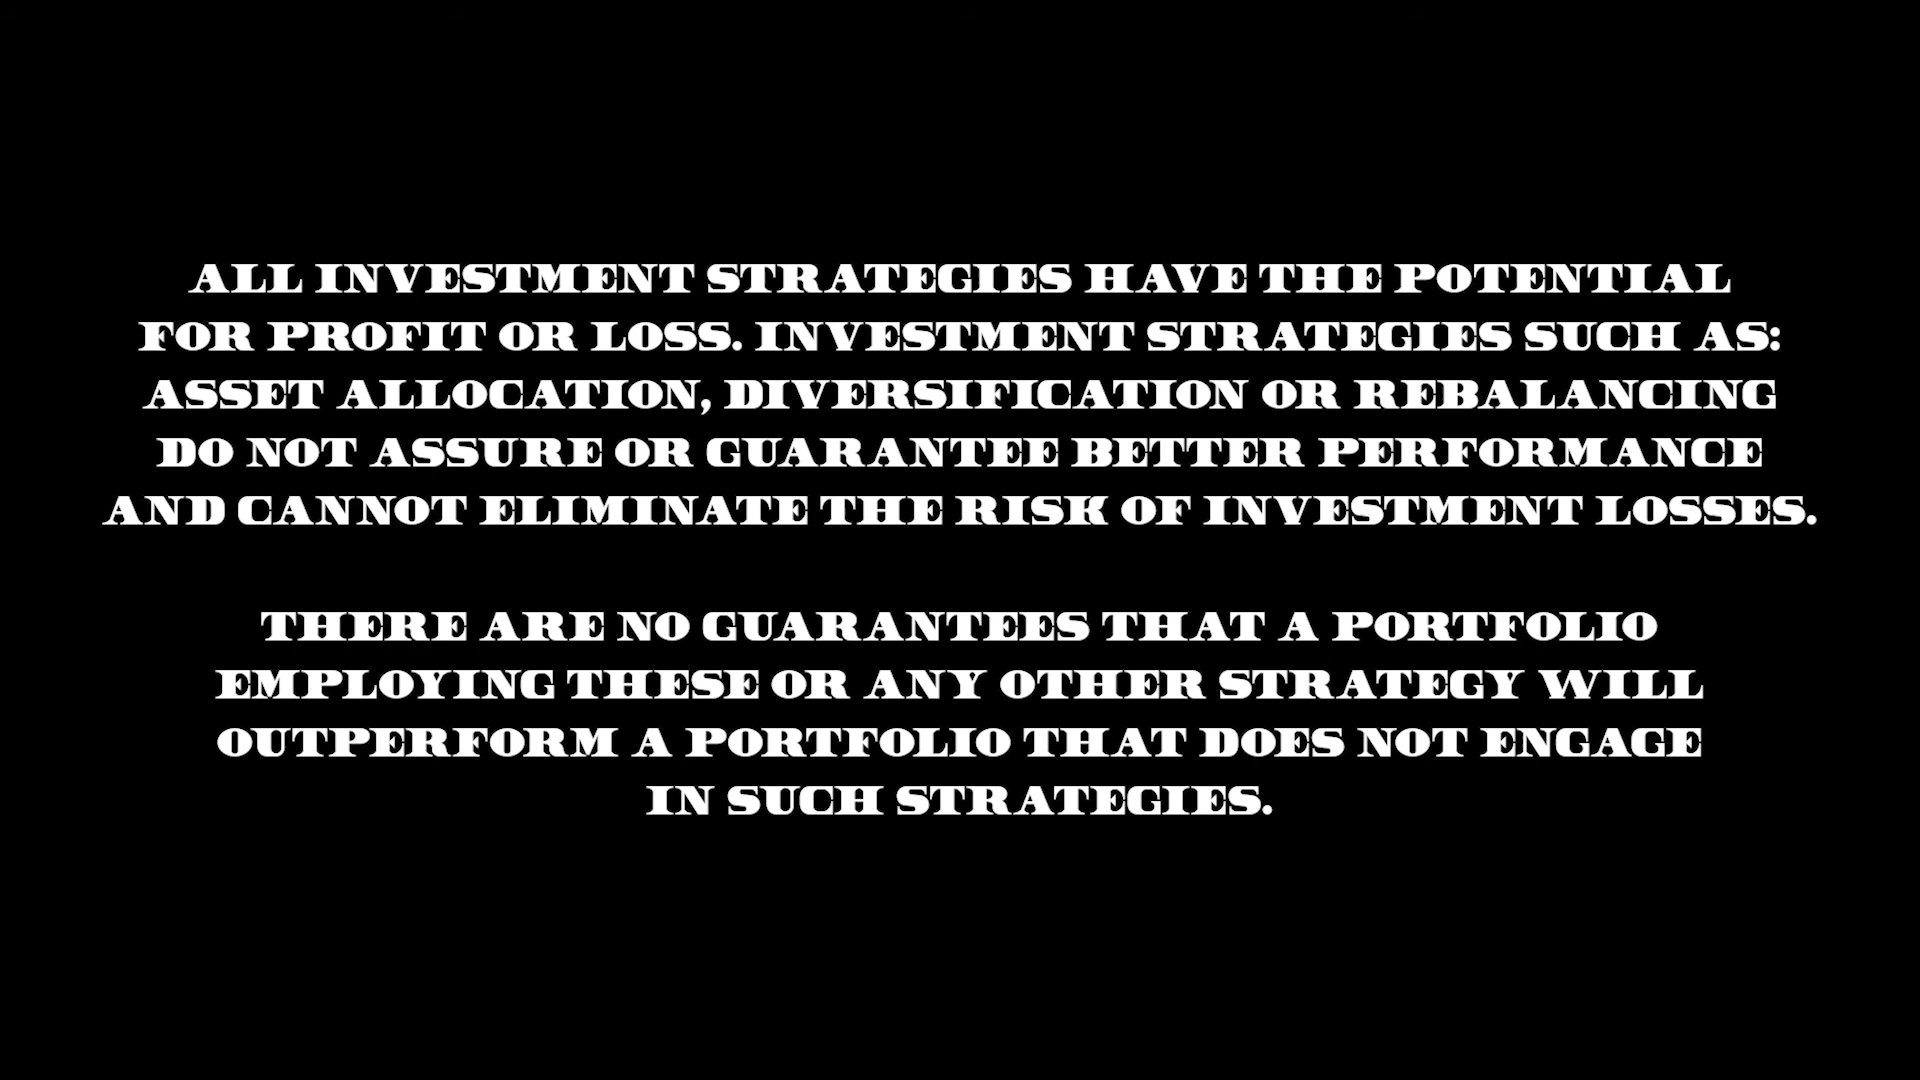 ALL INVESTMENT STRATEGIES HAVE THE POTENTIAL
FOR PROFIT OR LOSS. INVESTMENT STRATEGIES SUCH AS:
ASSET ALLOCATION, DIVERSIFICATION OR REBALANCING
DO NOT ASSURE OR GUARANTEE BETTER PERFORMANCE
AND CANNOT ELIMINATE THE RISK OF INVESTMENT LOSSES.
THERE ARE NO GUARANTEES THAT A PORTFOLIO
EMPLOYING THESE OR ANY OTHER STRATEGY WILL
OUTPERFORM A PORTFOLIO THAT DOES NOT ENGAGE
IN SUCH STRATEGIES.